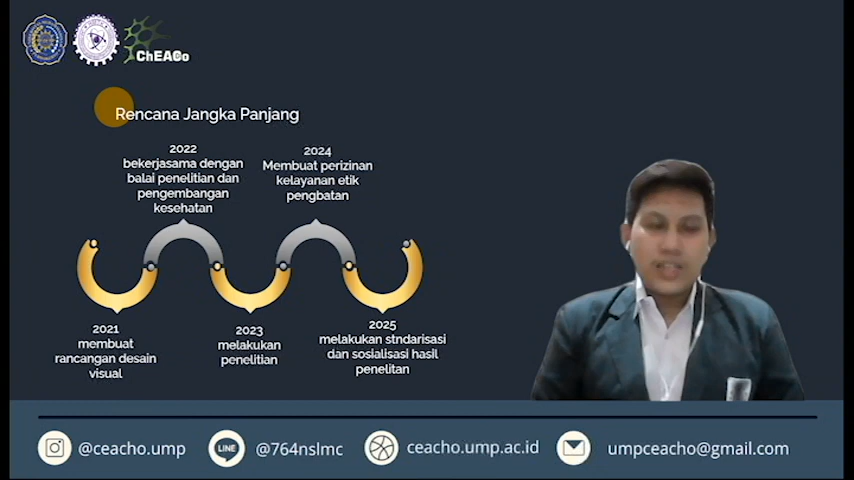 ChEACo
Rencana Jangka Panjang
2022
bekerjasama dengan
balai penelitian dan
pengembangan
kesehatan
2024
Membuat perizinan
kelayanan etik
pengbatan
2021
membuat
rancangan desain
visual
2023
melakukan
penelitian
2025
melakukan stndarisasi
dan sosialisasi hasil
penelitan
@ceacho.ump
LINE
@764nslmc
ceacho.ump.ac.id
umpceacho@gmail.com